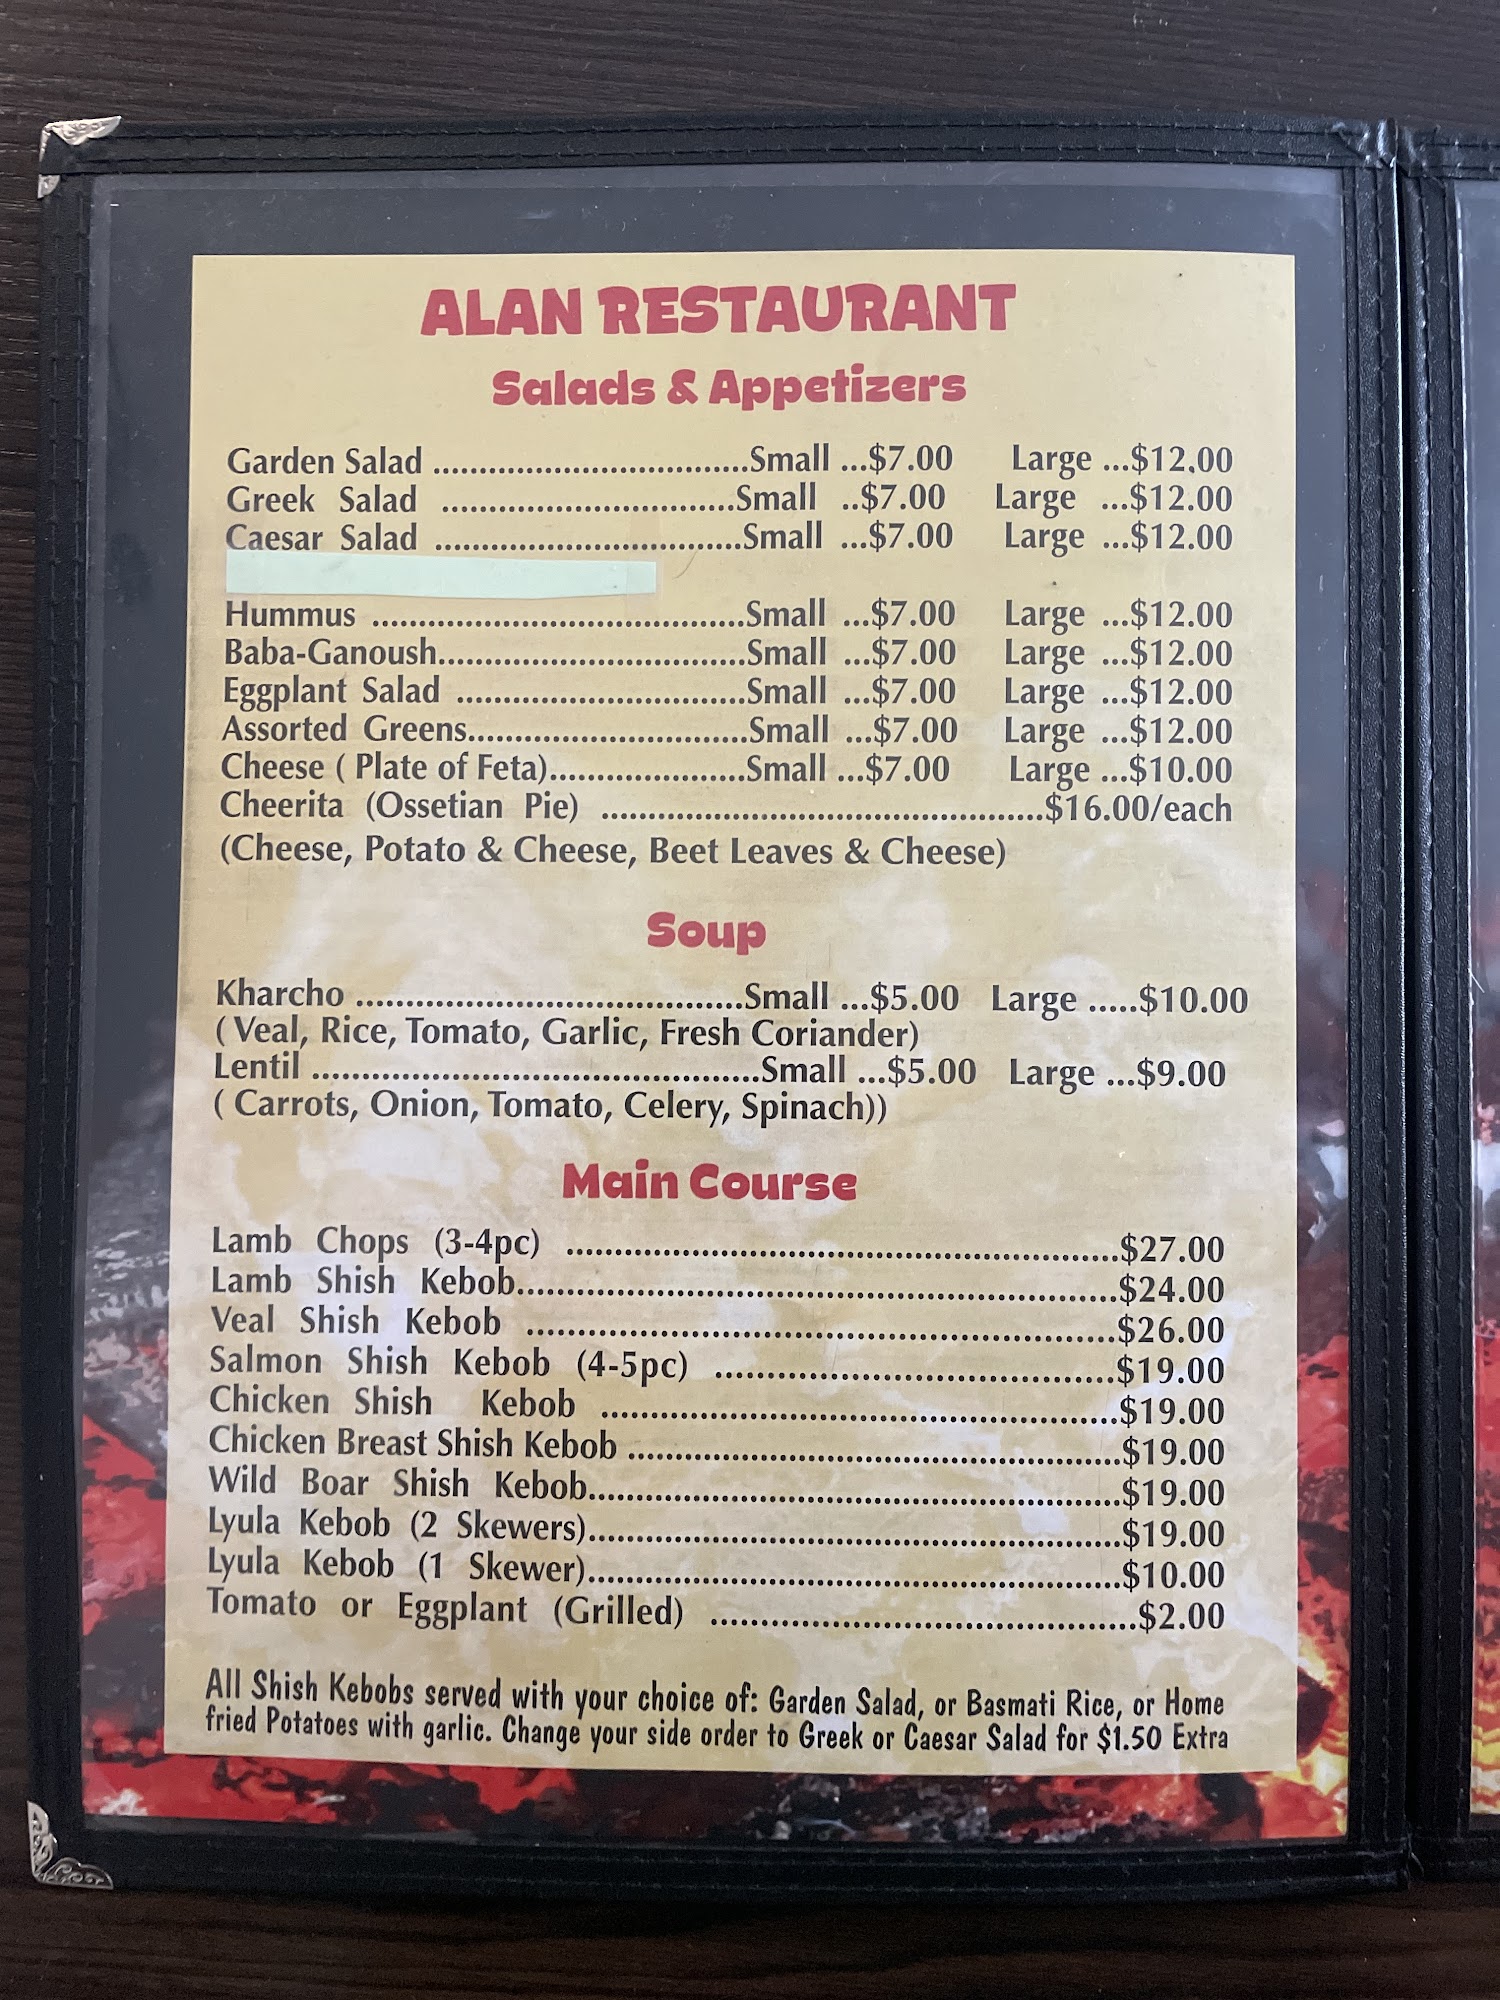 ALAN RESTAURANT
Salads & Appetizers
Garden Salad ..................................Small ...$7.00 Large ...$12.00
Greek Salad ................................Small ..$7.00 Large ...$12.00
Caesar Salad .................................Small ...$7.00 Large ...$12.00
Hummus ........................................Small ...$7.00 Large ...$12.00
Baba-Ganoush.................................Small ...$7.00 Large ...$12.00
Eggplant Salad ...............................Small ...$7.00 Large ...$12.00
Assorted Greens..............................Small ...$7.00 Large ...$12.00
Cheese ( Plate of Feta).....................Small ...$7.00 Large ...$10.00
Cheerita (Ossetian Pie) ................................................$16.00/each
(Cheese, Potato & Cheese, Beet Leaves & Cheese)
Soup
Kharcho .......................................Small ...$5.00 Large .....$10.00
( Veal, Rice, Tomato, Garlic, Fresh Coriander)
Lentil .............................................Small ...$5.00 Large ...$9.00
( Carrots, Onion, Tomato, Celery, Spinach))
Main Course
Lamb Chops (3-4pc) ........................................................$27.00
Lamb Shish Kebob.............................................................$24.00
Veal Shish Kebob ............................................................$26.00
Salmon Shish Kebob (4-5pc) .........................................$19.00
Chicken Shish Kebob ....................................................$19.00
Chicken Breast Shish Kebob ..................................................$19.00
Wild Boar Shish Kebob......................................................$19.00
Lyula Kebob (2 Skewers)......................................................$19.00
Lyula Kebob (1 Skewer)......................................................$10.00
Tomato or Eggplant (Grilled) ...........................................$2.00
All Shish Kebobs served with your choice of: Garden Salad, or Basmati Rice, or Home
fried Potatoes with garlic. Change your side order to Greek or Caesar Salad for $1.50 Extra